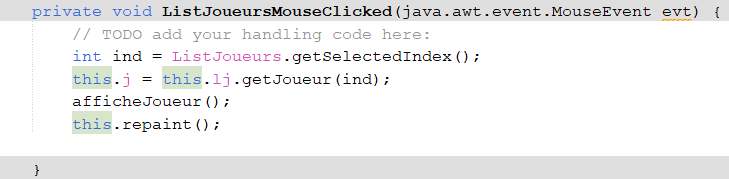 private void ListJoueursMouseClicked(java.awt.event.MouseEvent evt) {
// TODO add your handling code here:
int ind = ListJoueurs.getSelectedIndex();
this.j = this.lj.getJoueur(ind);
afficheJoueur();
this.repaint();
}